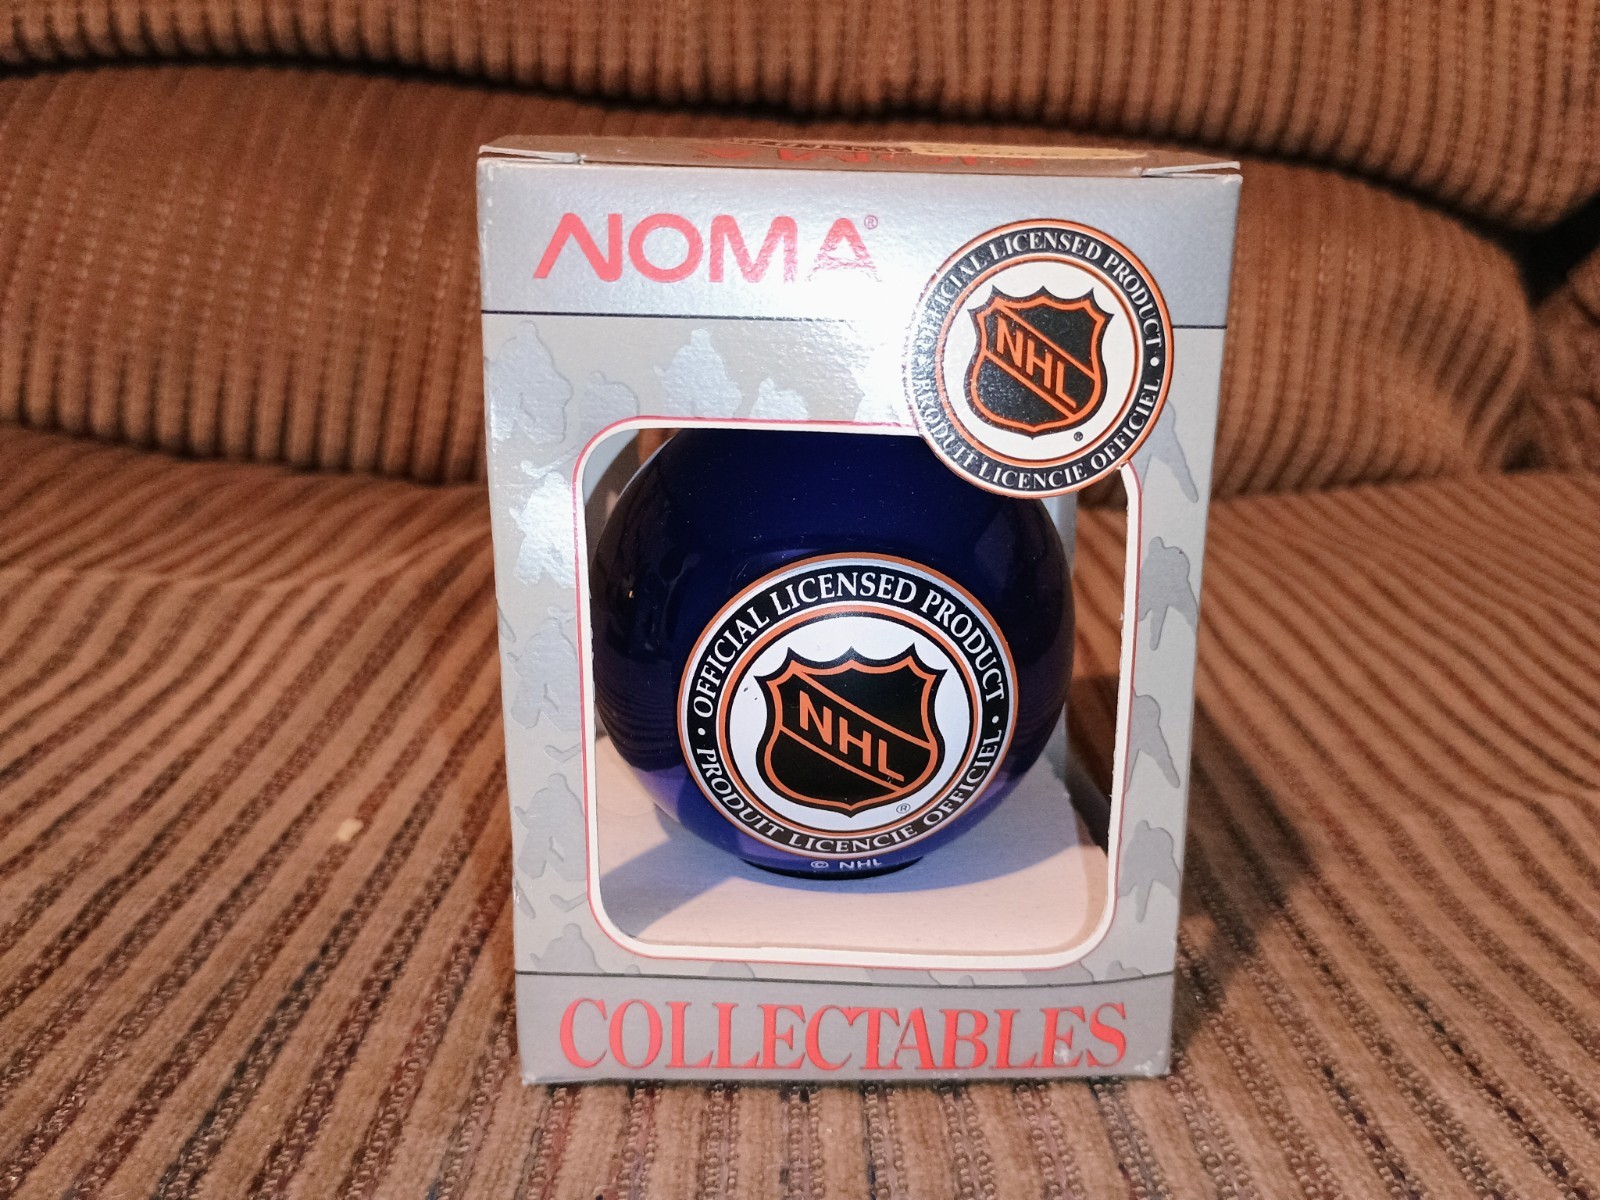 NOMA®
OFFICIAL LICENSED PRODUCT •
PRODUIT LICENCIE OFFICIEL
NHL
®
• OFFICIAL LICENSED PRODUCT •
PRODUIT LICENCIE OFFICIEL
NHL
®
© NHL
COLLECTABLES